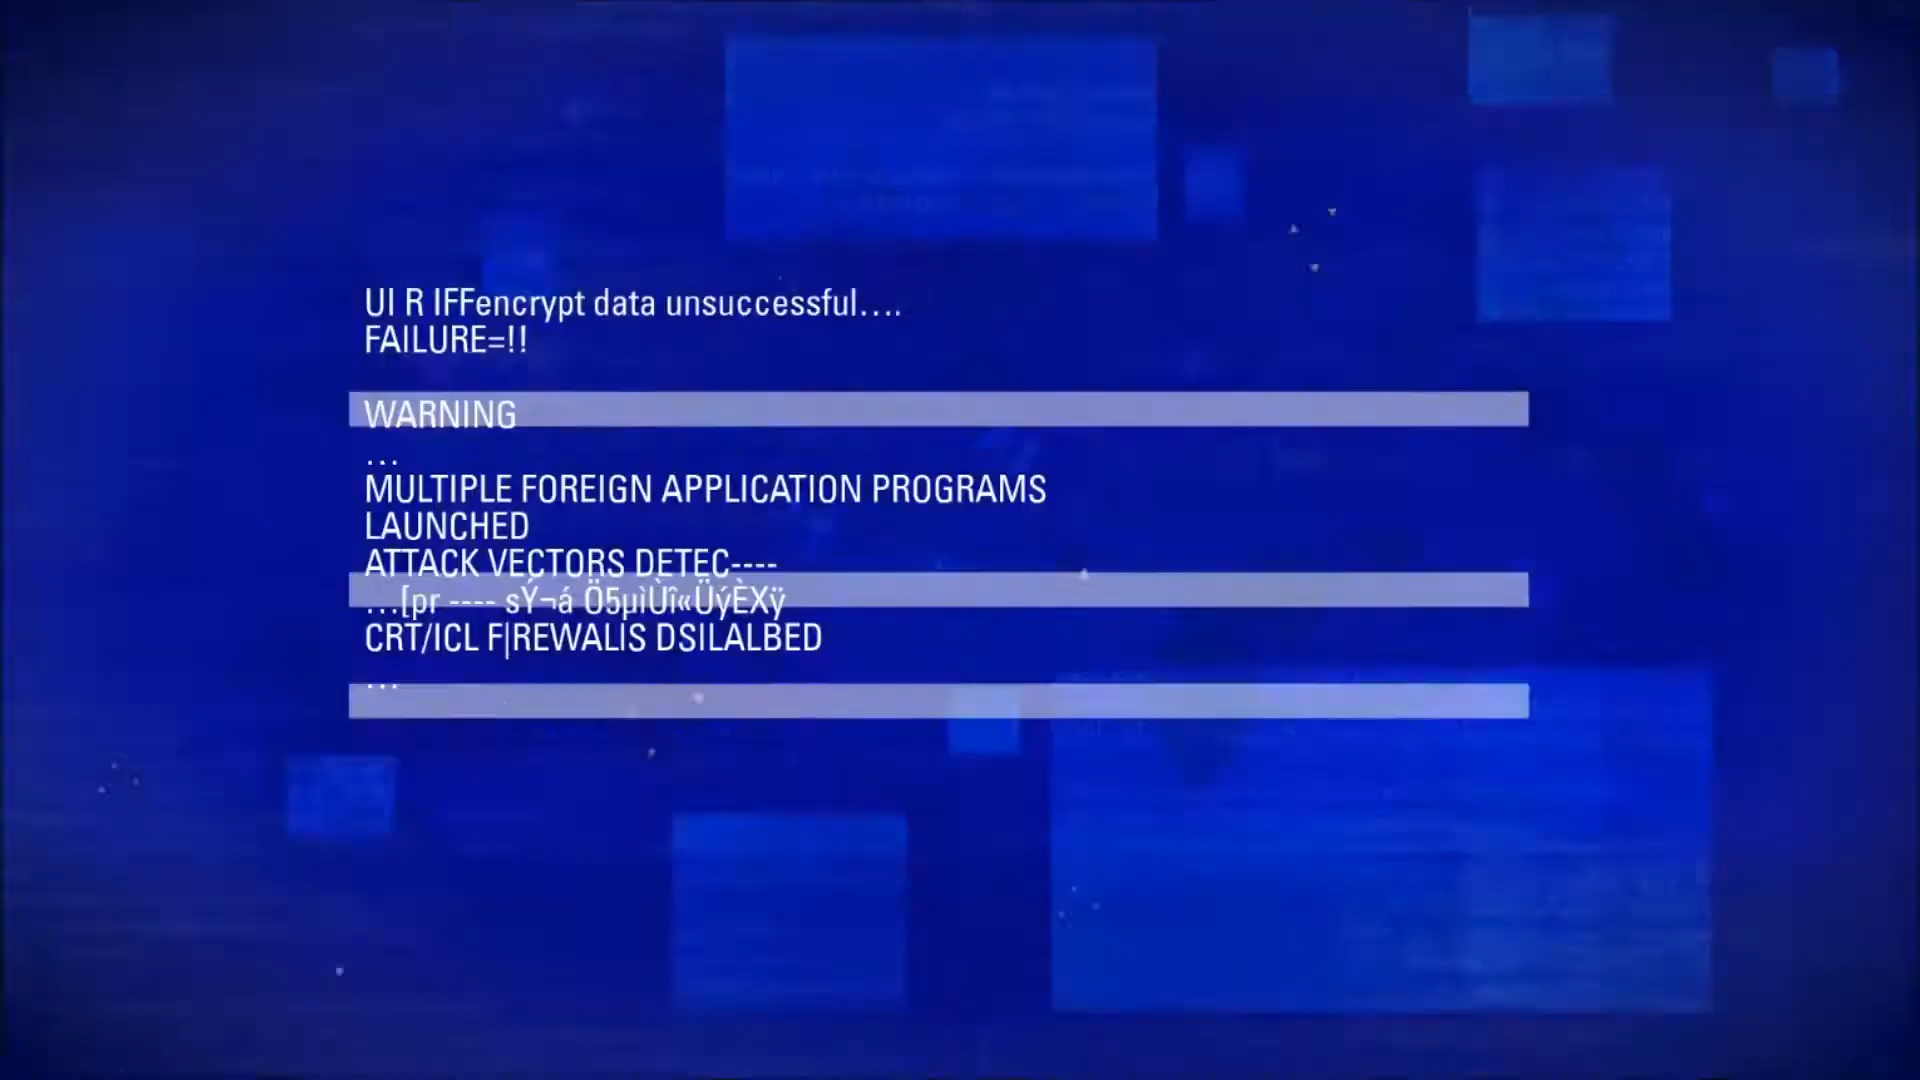 UI R IFFencrypt data unsuccessful....
FAILURE=!!
WARNING
...
MULTIPLE FOREIGN APPLICATION PROGRAMS
LAUNCHED
ATTACK VECTORS DETEC----
...[pr ---- sÝ¬á Ö5µìÙî«ÜýÈXÿ
CRT/ICL F|REWALIS DSILALBED
...